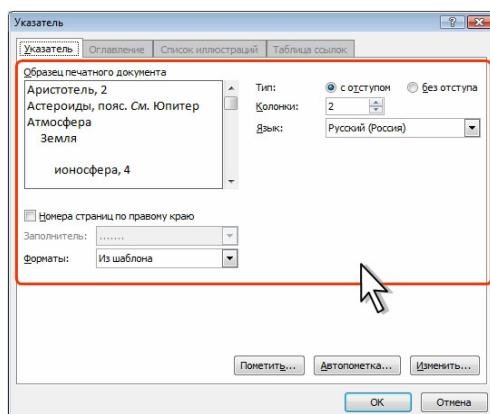 Указатель
Указатель Оглавление Список иллюстраций Таблица ссылок
Образец печатного документа
Аристотель, 2
Астероиды, пояс. См. Юпитер
Атмосфера
Земля
ионосфера, 4
Тип: с отступом без отступа
Колонки: 2
Язык: Русский (Россия)
Номера страниц по правому краю
Заполнитель: .......
Форматы: Из шаблона
Пометить... Автопометка... Изменить...
ОК Отмена